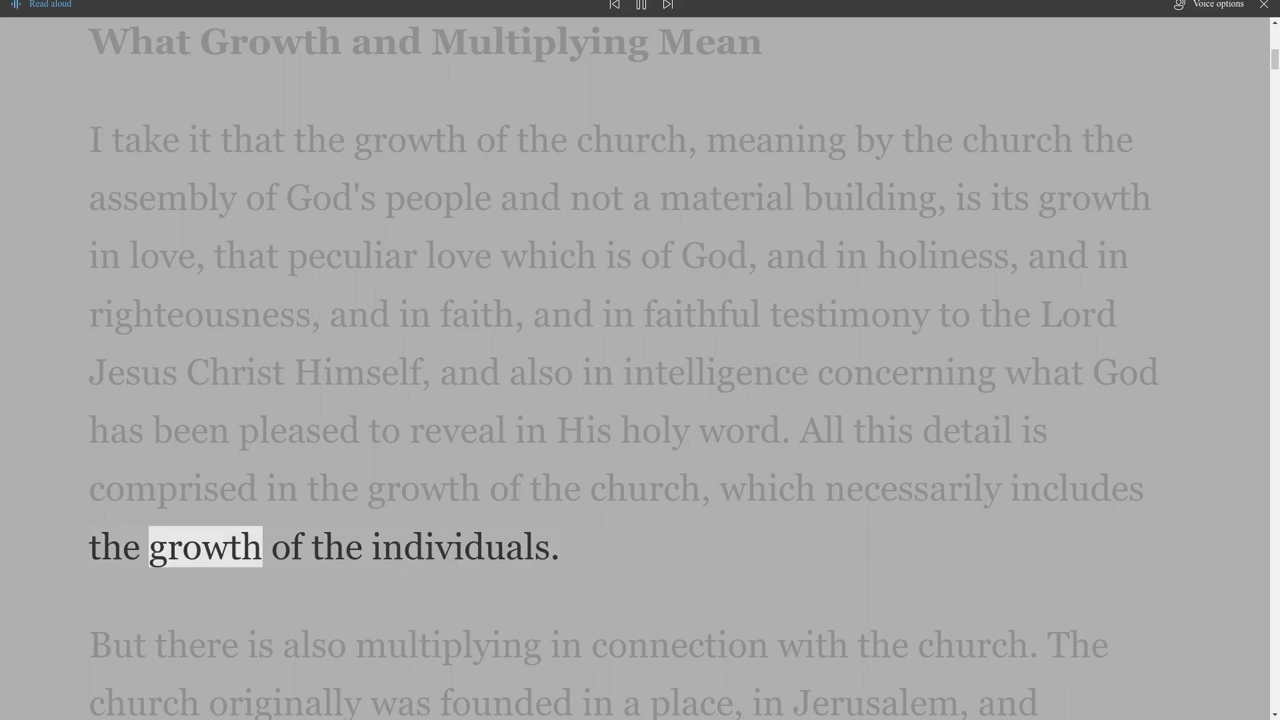 Read aloud
Voice options
What Growth and Multiplying Mean
I take it that the growth of the church, meaning by the church the
assembly of God's people and not a material building, is its growth
in love, that peculiar love which is of God, and in holiness, and in
righteousness, and in faith, and in faithful testimony to the Lord
Jesus Christ Himself, and also in intelligence concerning what God
has been pleased to reveal in His holy word. All this detail is
comprised in the growth of the church, which necessarily includes
the growth of the individuals.
But there is also multiplying in connection with the church. The
church originally was founded in a place, in Jerusalem, and